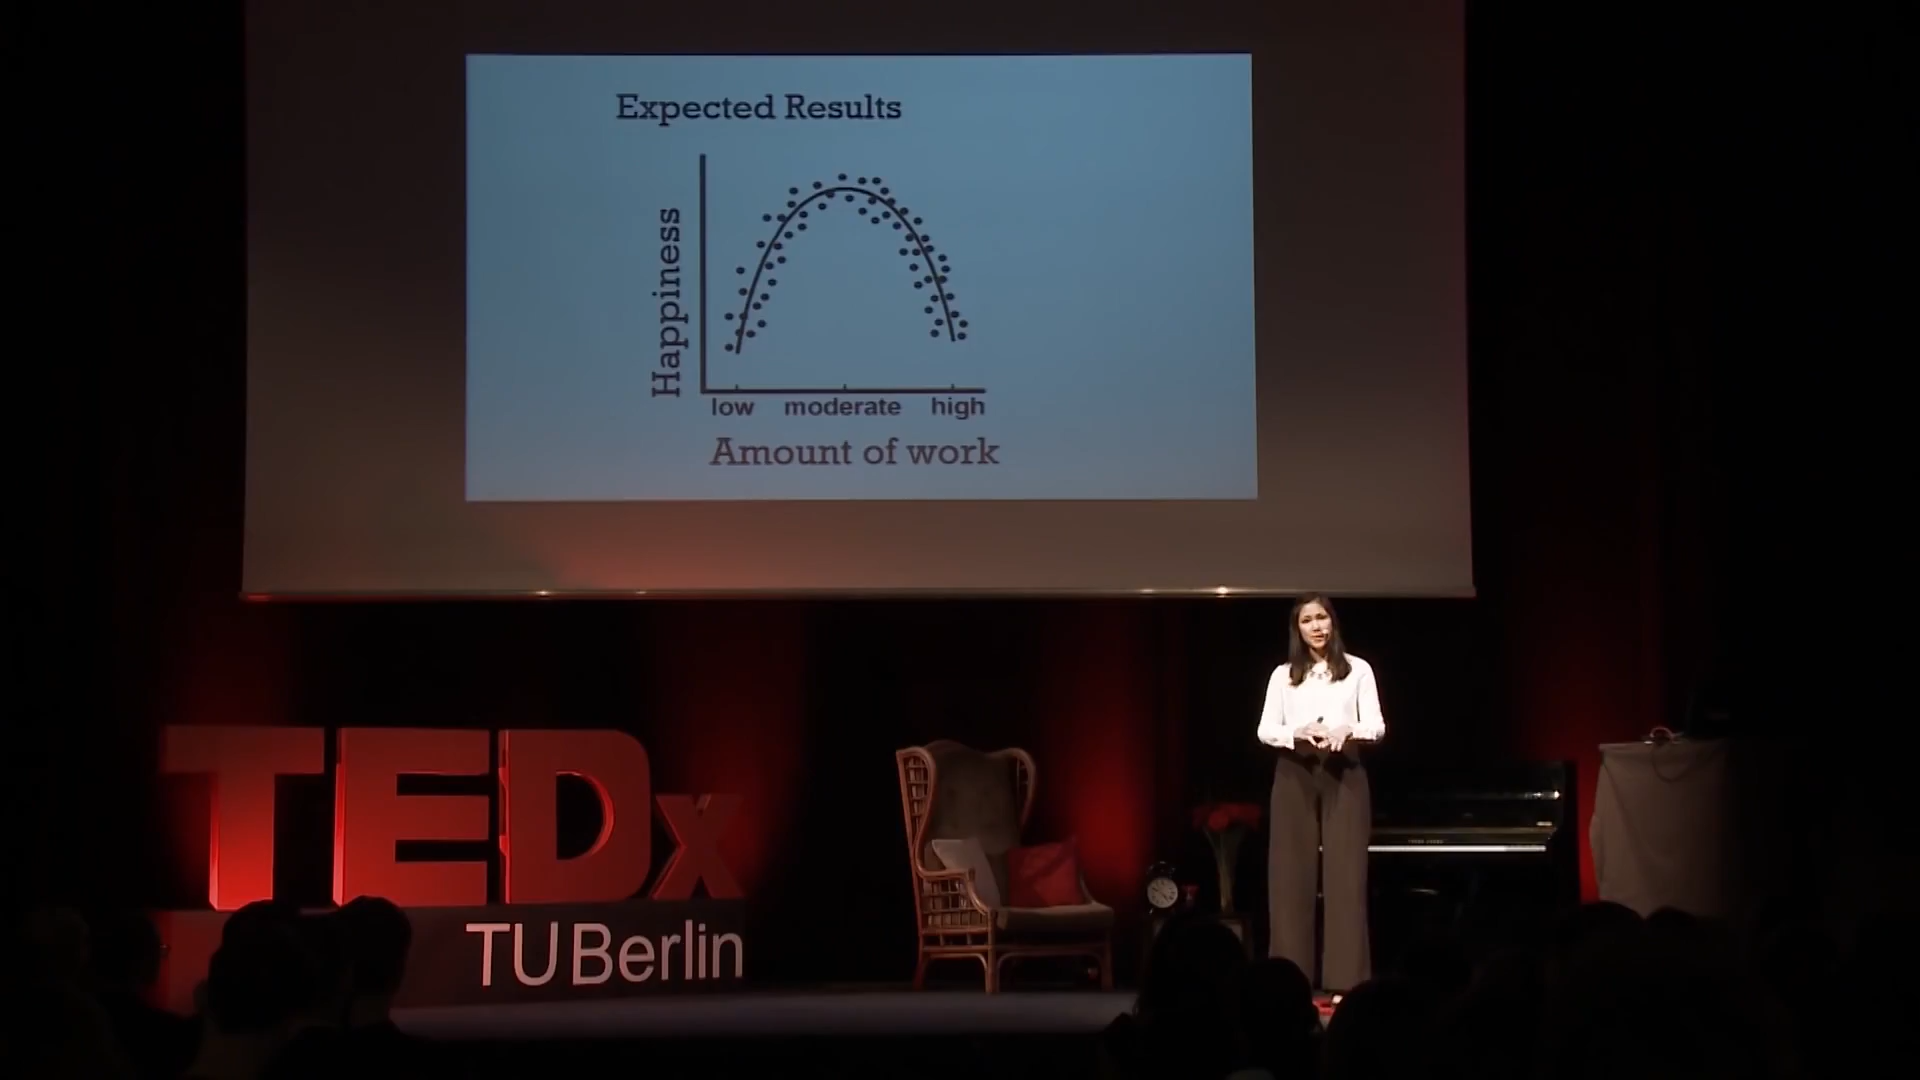 Expected Results
Happiness
low moderate high
Amount of work
TEDx
TU Berlin